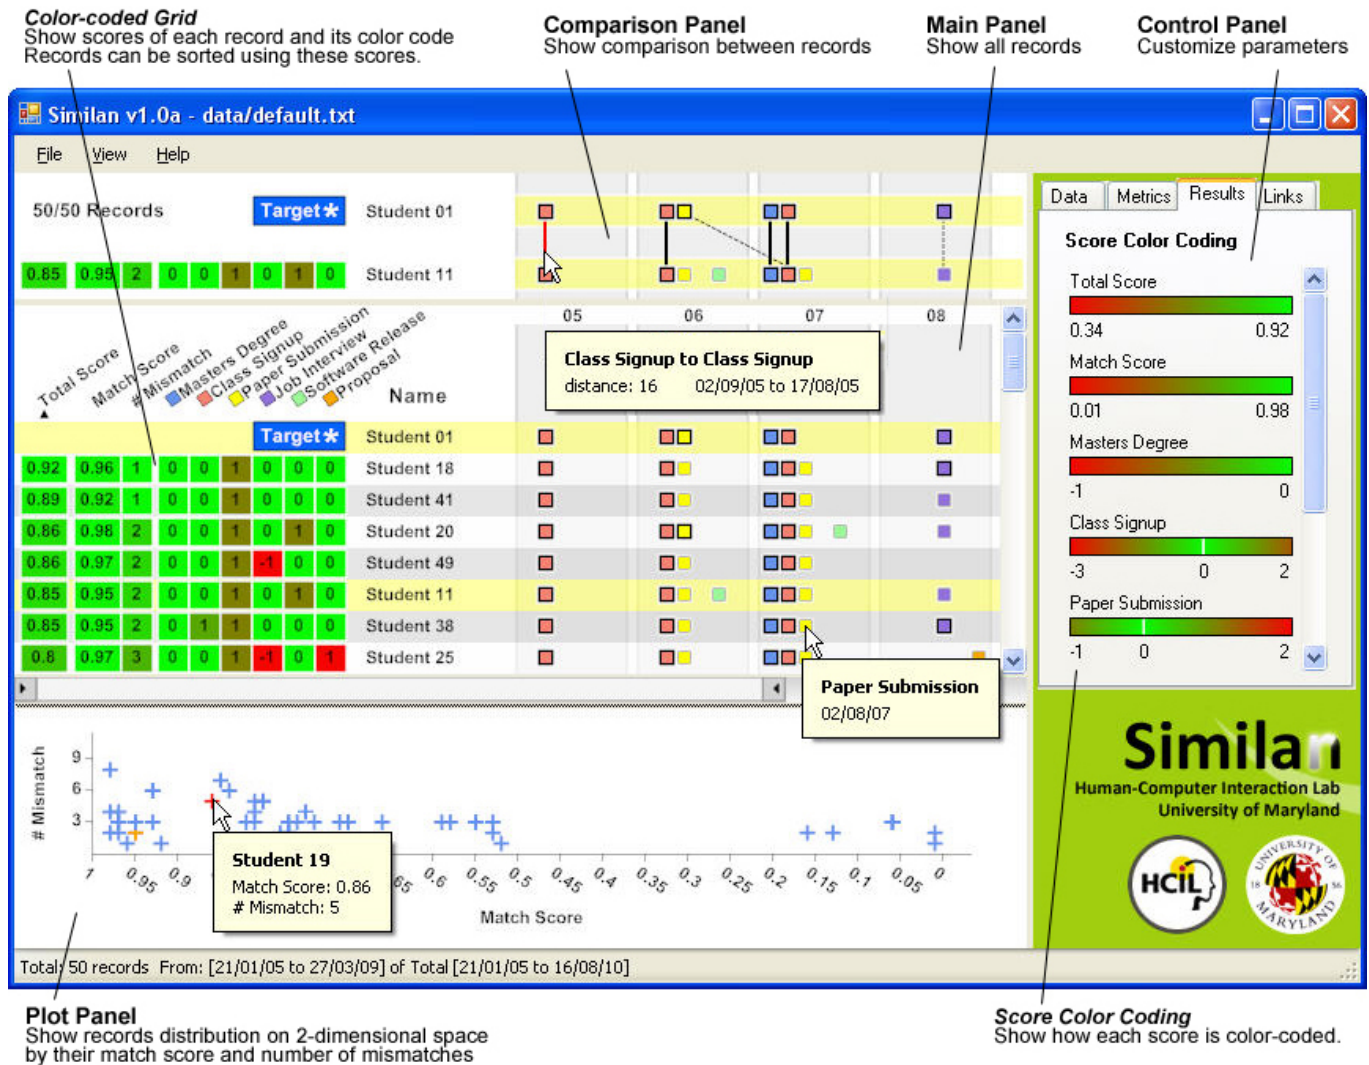 Color-coded Grid
Show scores of each record and its color code
Records can be sorted using these scores.
Comparison Panel
Show comparison between records
Main Panel
Show all records
Control Panel
Customize parameters
Similan v1.0a - data/default.txt
File View Help
50/50 Records Target* Student 01
0.85 0.95 2 0 0 1 0 1 0 Student 11
05 06 07 08
Total Score
Match Score
# Mismatch
Masters Degree
Class Signup
Paper Submission
Job Interview
Software Release
Proposal
Name
Class Signup to Class Signup
distance: 16 02/09/05 to 17/08/05
Target* Student 01
0.92 0.96 1 0 0 1 0 0 0 Student 18
0.89 0.92 1 0 0 1 0 0 0 Student 41
0.86 0.98 2 0 0 1 0 1 0 Student 20
0.86 0.97 2 0 0 1 -1 0 0 Student 49
0.85 0.95 2 0 0 1 0 1 0 Student 11
0.85 0.95 2 0 1 1 0 0 0 Student 38
0.8 0.97 3 0 0 1 -1 0 1 Student 25
Paper Submission
02/08/07
Data Metrics Results Links
Score Color Coding
Total Score
0.34 0.92
Match Score
0.01 0.98
Masters Degree
-1 0
Class Signup
-3 0 2
Paper Submission
-1 0 2
# Mismatch
9
6
3
1 0.95 0.9 0.6 0.55 0.5 0.45 0.4 0.35 0.3 0.25 0.2 0.15 0.1 0.05 0
Match Score
Student 19
Match Score: 0.86
# Mismatch: 5
Similan
Human-Computer Interaction Lab
University of Maryland
HCIL
UNIVERSITY OF
18 56
MARYLAND
Total: 50 records From: [21/01/05 to 27/03/09] of Total [21/01/05 to 16/08/10]
Plot Panel
Show records distribution on 2-dimensional space
by their match score and number of mismatches
Score Color Coding
Show how each score is color-coded.